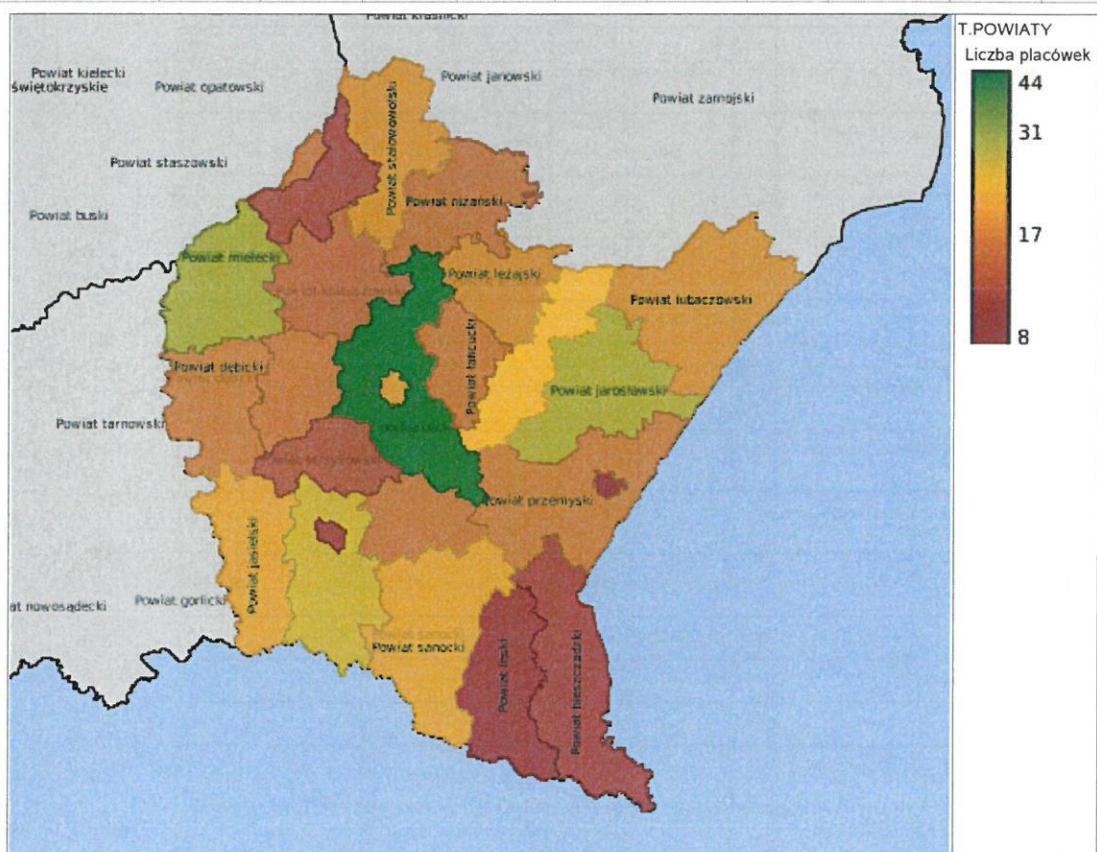 T.POWIATY
Liczba placówek
44
31
17
8
Powiat kraśnicki
Powiat kielecki
świętokrzyskie
Powiat opatowski
Powiat janowski
Powiat zamojski
Powiat stalowowolski
Powiat staszowski
Powiat niżański
Powiat buski
Powiat mielecki
Powiat leżajski
Powiat lubaczowski
Powiat dębicki
Powiat łańcucki
Powiat jarosławski
Powiat tarnowski
Powiat przemyski
Powiat jasielski
at nowosądecki
Powiat gorlicki
Powiat sanocki
Powiat leski
Powiat bieszczadzki